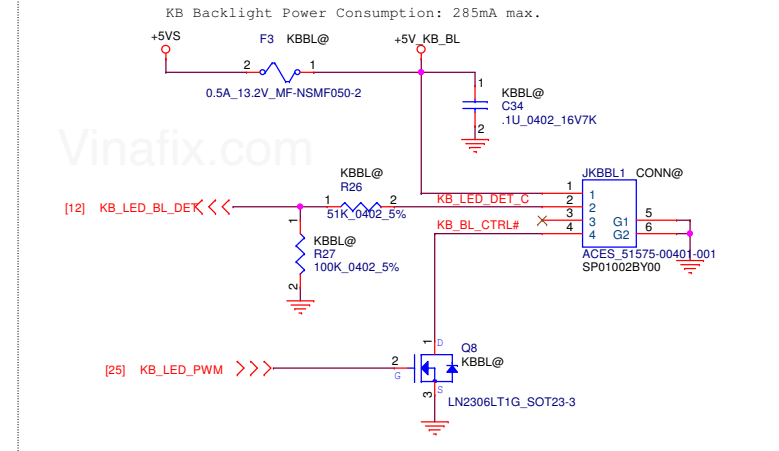 KB Backlight Power Consumption: 285mA max.
+5VS
F3 KBBL@
+5V_KB_BL
2
1
0.5A_13.2V_MF-NSMF050-2
1
KBBL@
C34
.1U_0402_16V7K
2
Vinafix.com
KBBL@
R26
JKBBL1 CONN@
[12] KB_LED_BL_DET
1
2
51K_0402_5%
KB_LED_DET_C
KB_BL_CTRL#
1
2
3
4
1
2
3
4
G1
G2
5
6
1
KBBL@
R27
100K_0402_5%
2
ACES_51575-00401-001
SP01002BY00
1
D
Q8
KBBL@
[25] KB_LED_PWM
2
G
S
3
LN2306LT1G_SOT23-3